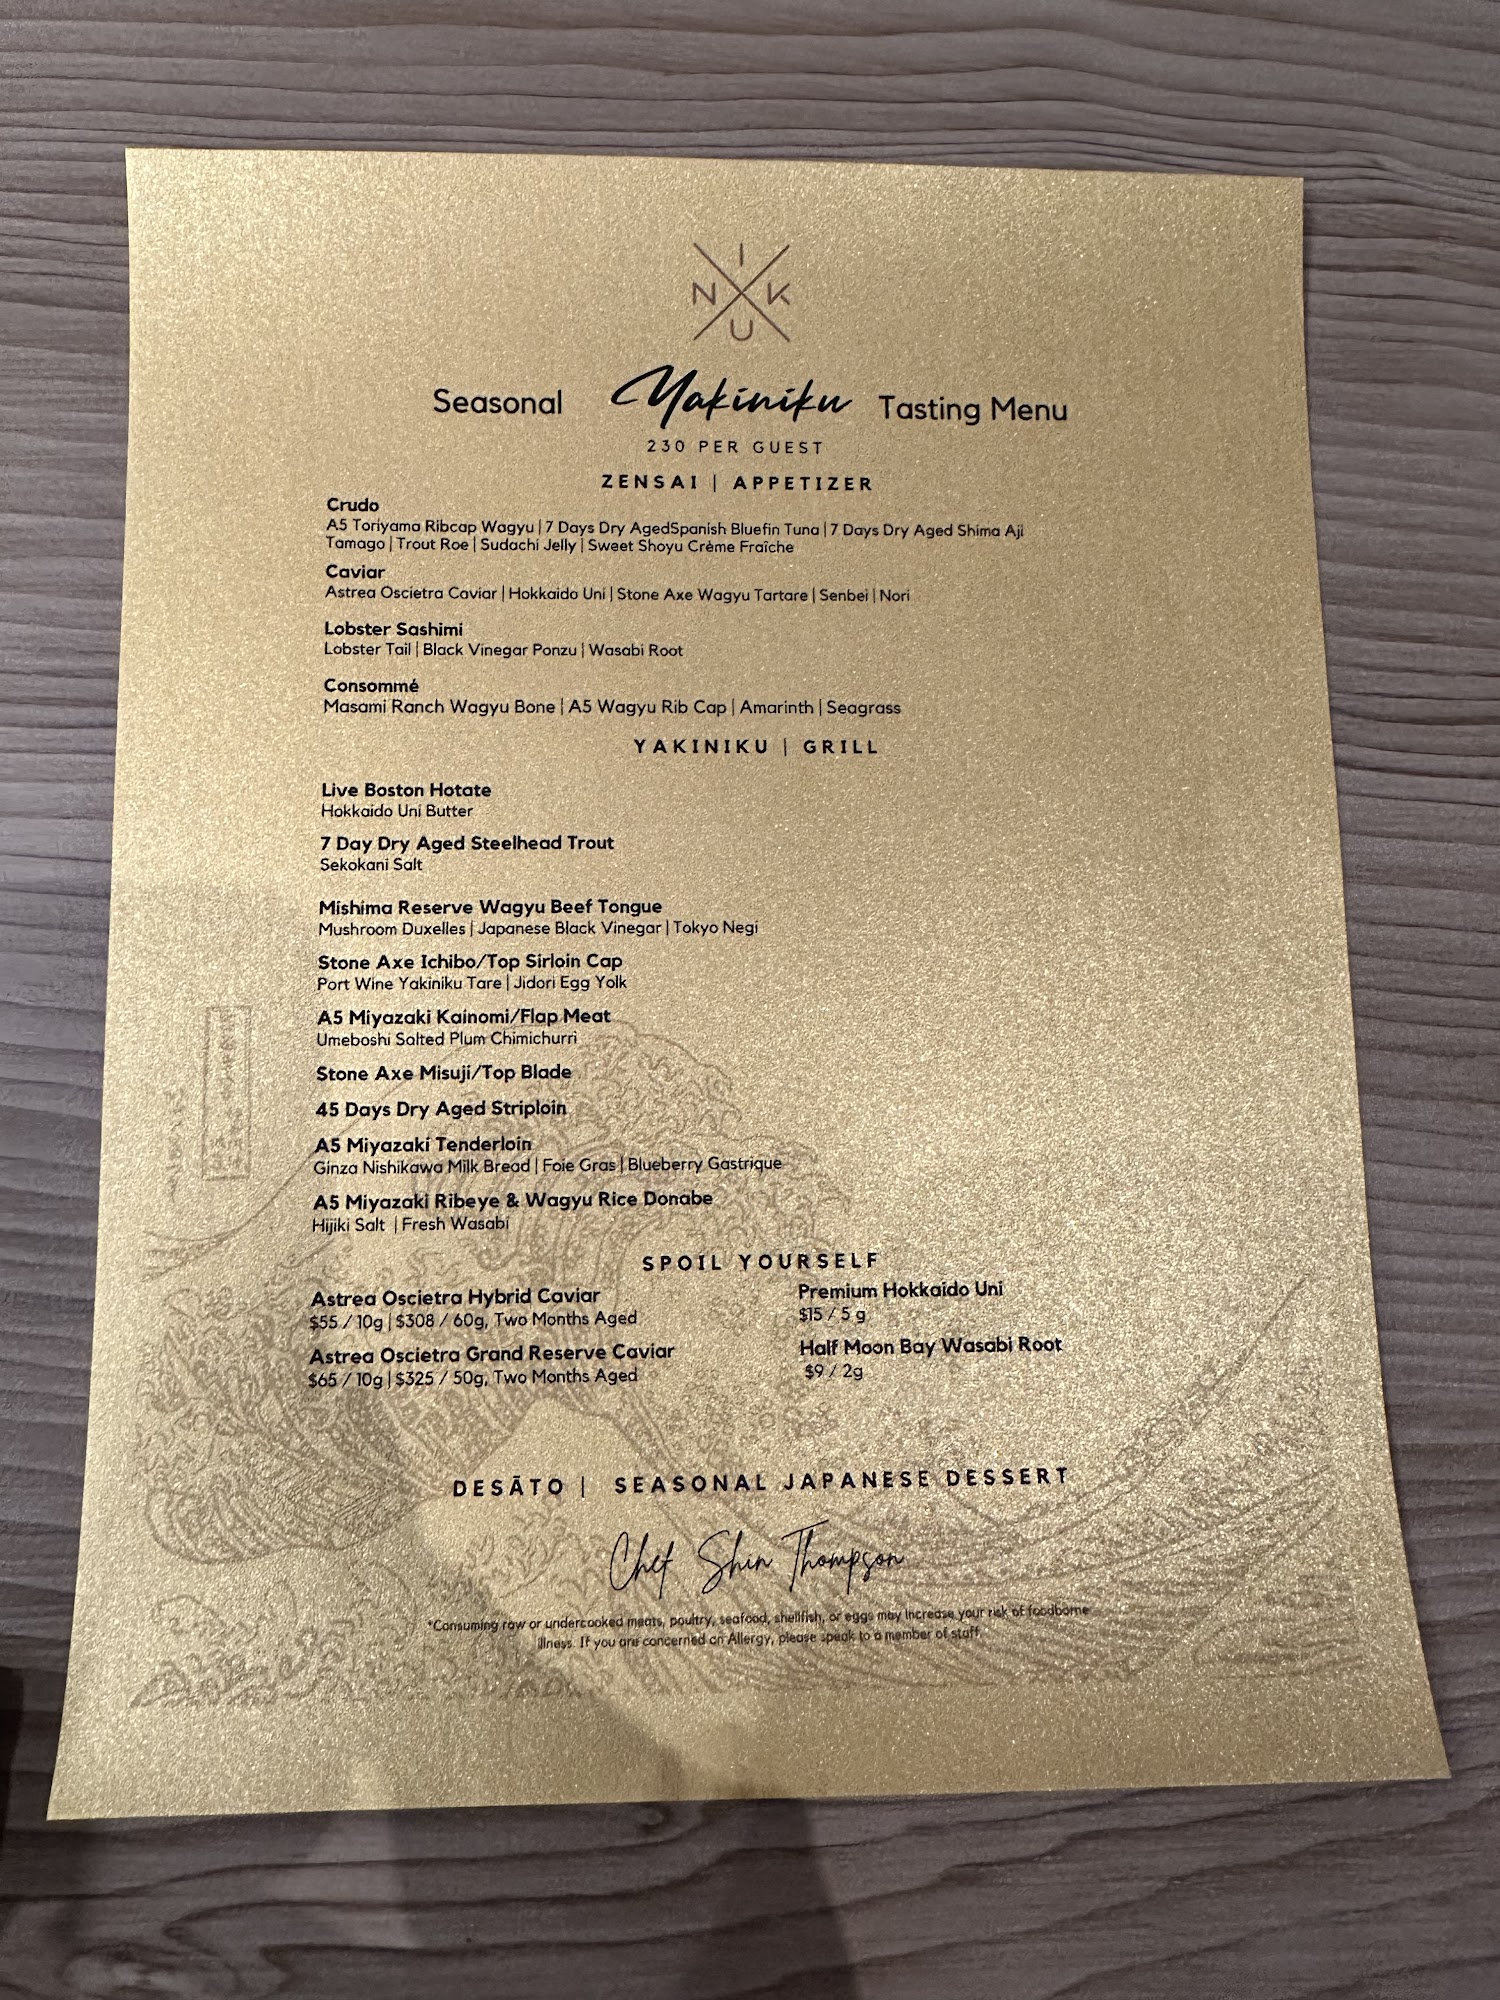 N I K U
Seasonal Yakiniku Tasting Menu
230 PER GUEST
ZENSAI | APPETIZER
Crudo
A5 Toriyama Ribcap Wagyu | 7 Days Dry AgedSpanish Bluefin Tuna | 7 Days Dry Aged Shima Aji
Tamago | Trout Roe | Sudachi Jelly | Sweet Shoyu Crème Fraîche
Caviar
Astrea Oscietra Caviar | Hokkaido Uni | Stone Axe Wagyu Tartare | Senbei | Nori
Lobster Sashimi
Lobster Tail | Black Vinegar Ponzu | Wasabi Root
Consommé
Masami Ranch Wagyu Bone | A5 Wagyu Rib Cap | Amarinth | Seagrass
YAKINIKU | GRILL
Live Boston Hotate
Hokkaido Uni Butter
7 Day Dry Aged Steelhead Trout
Sekokani Salt
Mishima Reserve Wagyu Beef Tongue
Mushroom Duxelles | Japanese Black Vinegar | Tokyo Negi
Stone Axe Ichibo/Top Sirloin Cap
Port Wine Yakiniku Tare | Jidori Egg Yolk
A5 Miyazaki Kainomi/Flap Meat
Umeboshi Salted Plum Chimichurri
Stone Axe Misuji/Top Blade
45 Days Dry Aged Striploin
A5 Miyazaki Tenderloin
Ginza Nishikawa Milk Bread | Foie Gras | Blueberry Gastrique
A5 Miyazaki Ribeye & Wagyu Rice Donabe
Hijiki Salt | Fresh Wasabi
SPOIL YOURSELF
Astrea Oscietra Hybrid Caviar
$55 / 10g | $308 / 60g, Two Months Aged
Astrea Oscietra Grand Reserve Caviar
$65 / 10g | $325 / 50g, Two Months Aged
Premium Hokkaido Uni
$15 / 5 g
Half Moon Bay Wasabi Root
$9 / 2g
DESĀTO | SEASONAL JAPANESE DESSERT
Chef Shin Thompson
*Consuming raw or undercooked meats, poultry, seafood, shellfish, or eggs may increase your risk of foodborne
illness. If you are concerned on Allergy, please speak to a member of staff.